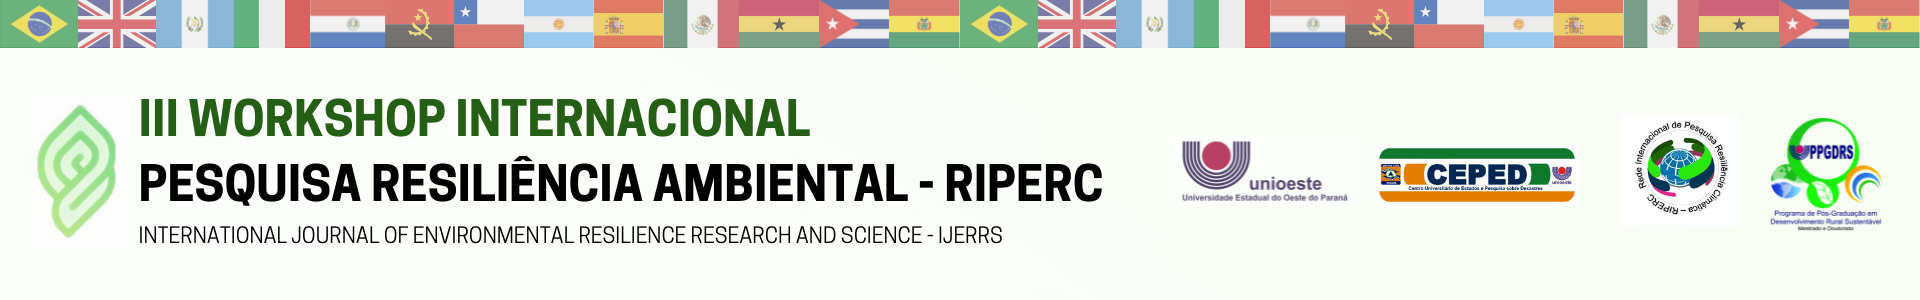 III WORKSHOP INTERNACIONAL
PESQUISA RESILIÊNCIA AMBIENTAL - RIPERC
INTERNATIONAL JOURNAL OF ENVIRONMENTAL RESILIENCE RESEARCH AND SCIENCE - IJERRS
unioeste
Universidade Estadual do Oeste do Paraná
CEPED
unioeste
Centro Universitário de Estudos e Pesquisa sobre Desastres
Rede Internacional de Pesquisa Resiliência Climática – RIPERC
PPGDRS
Programa de Pós-Graduação em
Desenvolvimento Rural Sustentável
Mestrado e Doutorado